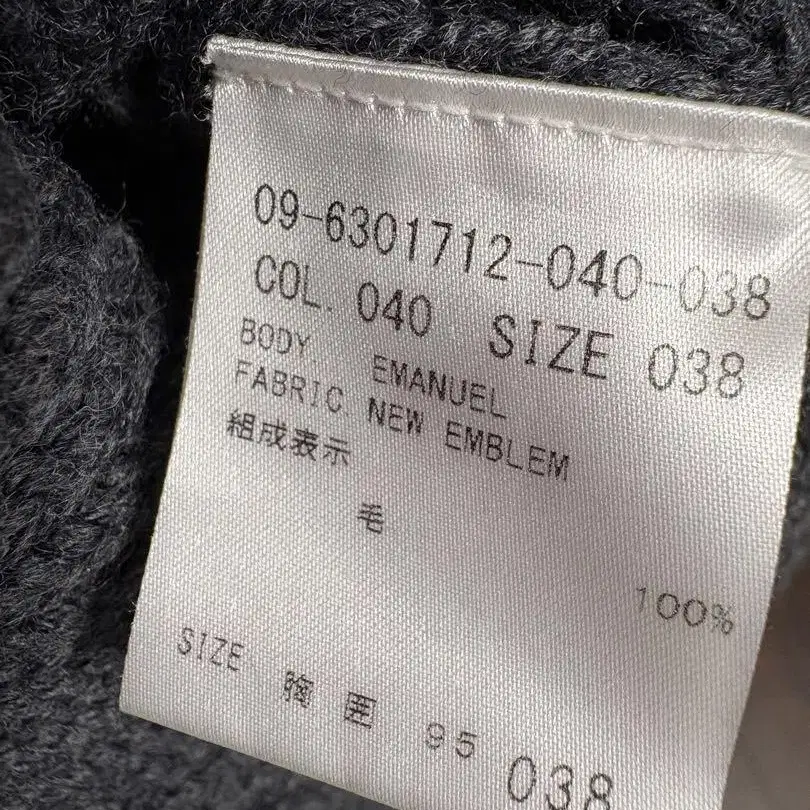 09-6301712-040-038
COL. 040 SIZE 038
BODY. EMANUEL
FABRIC NEW EMBLEM
組成表示
毛
100%
SIZE 胸囲 95 038